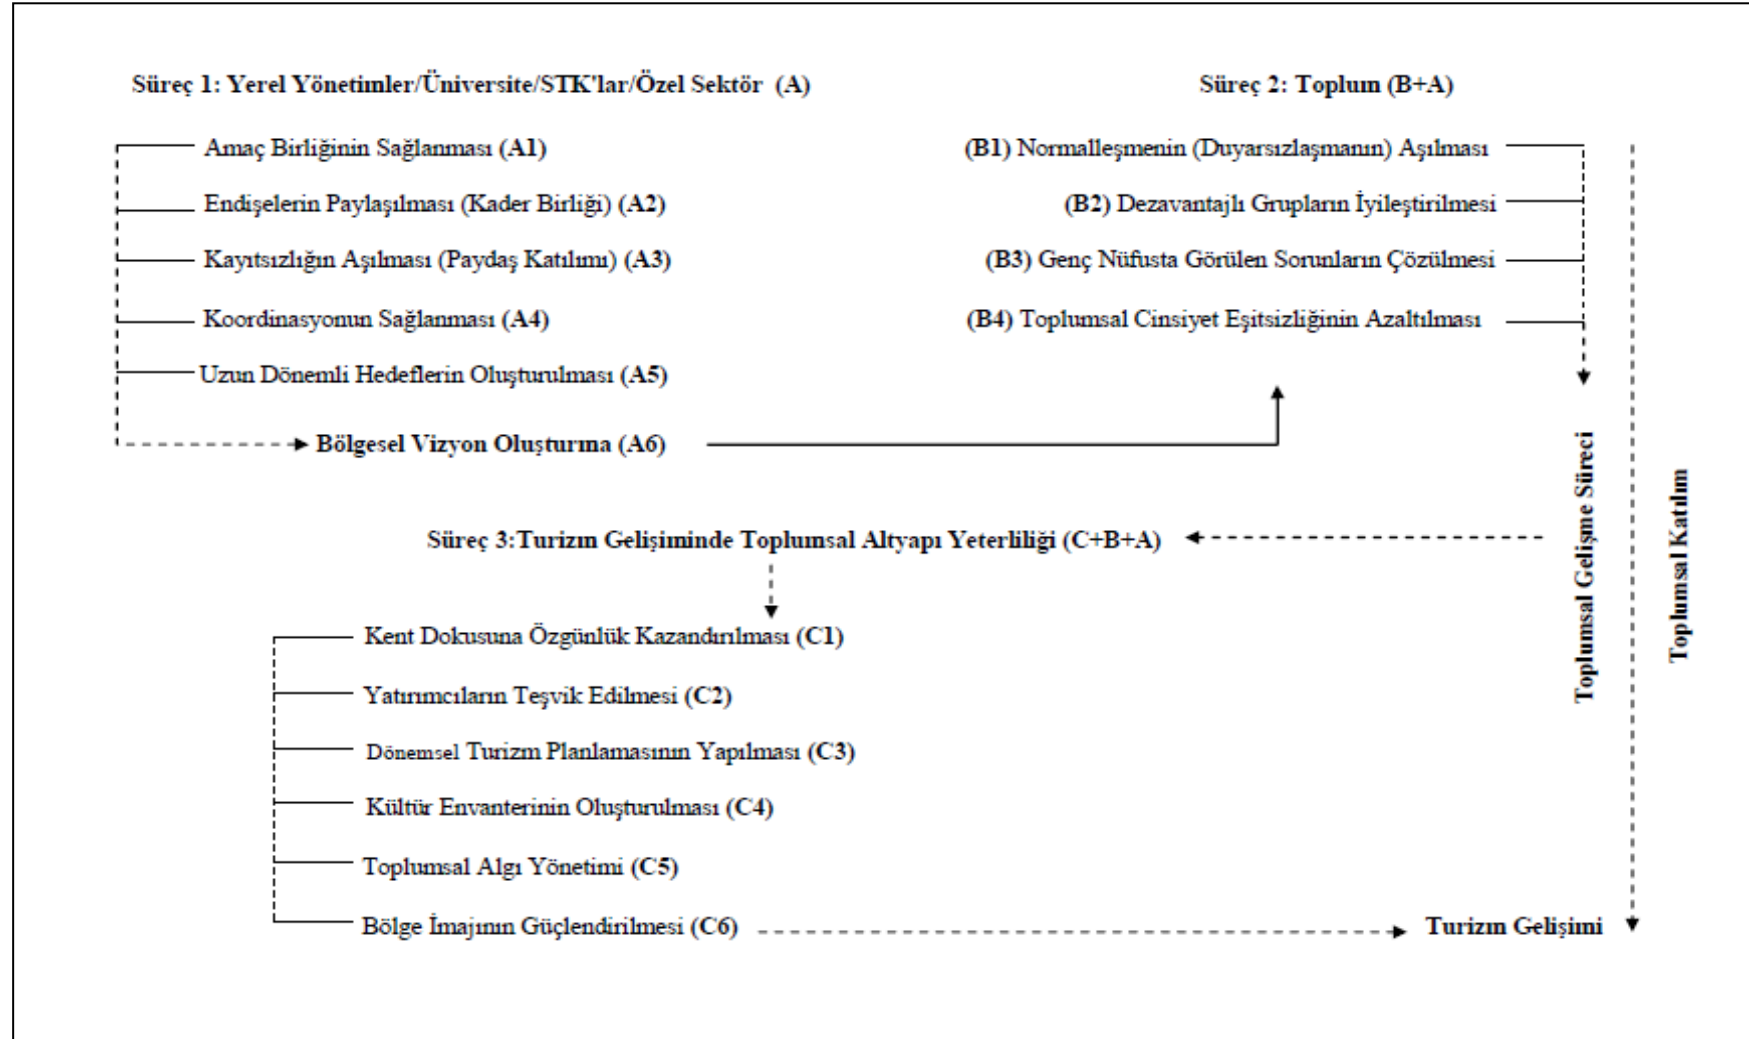 Süreç 1: Yerel Yönetimler/Üniversite/STK'lar/Özel Sektör (A)
Amaç Birliğinin Sağlanması (A1)
Endişelerin Paylaşılması (Kader Birliği) (A2)
Kayıtsızlığın Aşılması (Paydaş Katılımı) (A3)
Koordinasyonun Sağlanması (A4)
Uzun Dönemli Hedeflerin Oluşturulması (A5)
Bölgesel Vizyon Oluşturma (A6)
Süreç 2: Toplum (B+A)
(B1) Normalleşmenin (Duyarsızlaşmanın) Aşılması
(B2) Dezavantajlı Grupların İyileştirilmesi
(B3) Genç Nüfusta Görülen Sorunların Çözülmesi
(B4) Toplumsal Cinsiyet Eşitsizliğinin Azaltılması
Toplumsal Gelişme Süreci
Toplumsal Katılım
Süreç 3:Turizm Gelişiminde Toplumsal Altyapı Yeterliliği (C+B+A)
Kent Dokusuna Özgünlük Kazandırılması (C1)
Yatırımcıların Teşvik Edilmesi (C2)
Dönemsel Turizm Planlamasının Yapılması (C3)
Kültür Envanterinin Oluşturulması (C4)
Toplumsal Algı Yönetimi (C5)
Bölge İmajının Güçlendirilmesi (C6)
Turizm Gelişimi